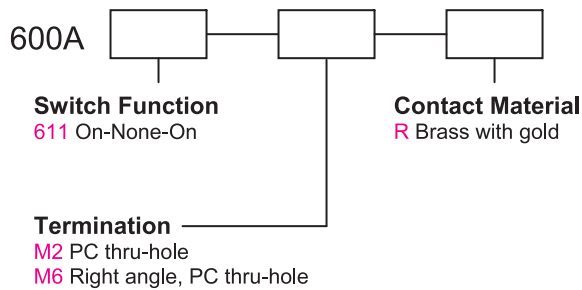 600A
Switch Function
611 On-None-On
Contact Material
R Brass with gold
Termination
M2 PC thru-hole
M6 Right angle, PC thru-hole